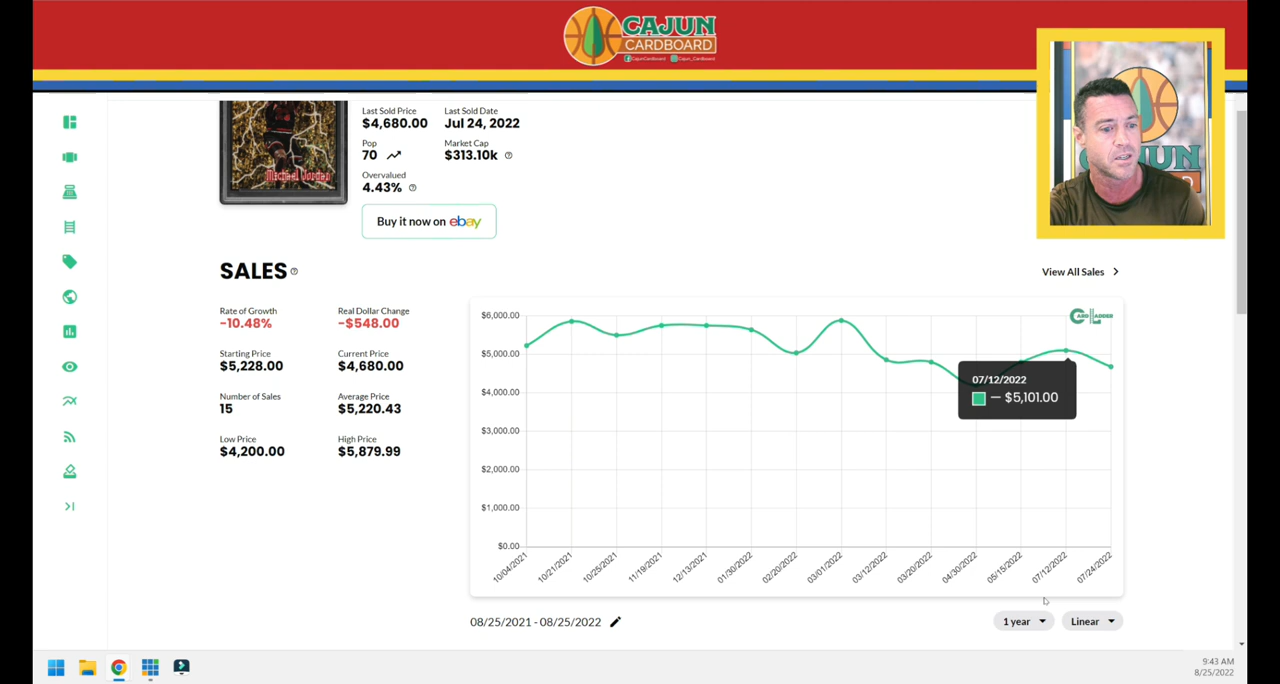 CAJUN
CARDBOARD
CajunCardboard Cajun_Cardboard
Michael Jordan
Last Sold Price
$4,680.00
Last Sold Date
Jul 24, 2022
Pop
70
Market Cap
$313.10k
Overvalued
4.43%
Buy it now on ebay
CAJUN
SALES
View All Sales
Rate of Growth
-10.48%
Real Dollar Change
-$548.00
Starting Price
$5,228.00
Current Price
$4,680.00
Number of Sales
15
Average Price
$5,220.43
Low Price
$4,200.00
High Price
$5,879.99
CARD LADDER
$6,000.00
$5,000.00
$4,000.00
$3,000.00
$2,000.00
$1,000.00
$0.00
07/12/2022
— $5,101.00
10/04/2021
10/21/2021
10/25/2021
11/19/2021
12/13/2021
01/30/2022
02/20/2022
03/01/2022
03/12/2022
03/20/2022
04/30/2022
05/15/2022
07/12/2022
07/24/2022
08/25/2021 - 08/25/2022
1 year
Linear
9:43 AM
8/25/2022